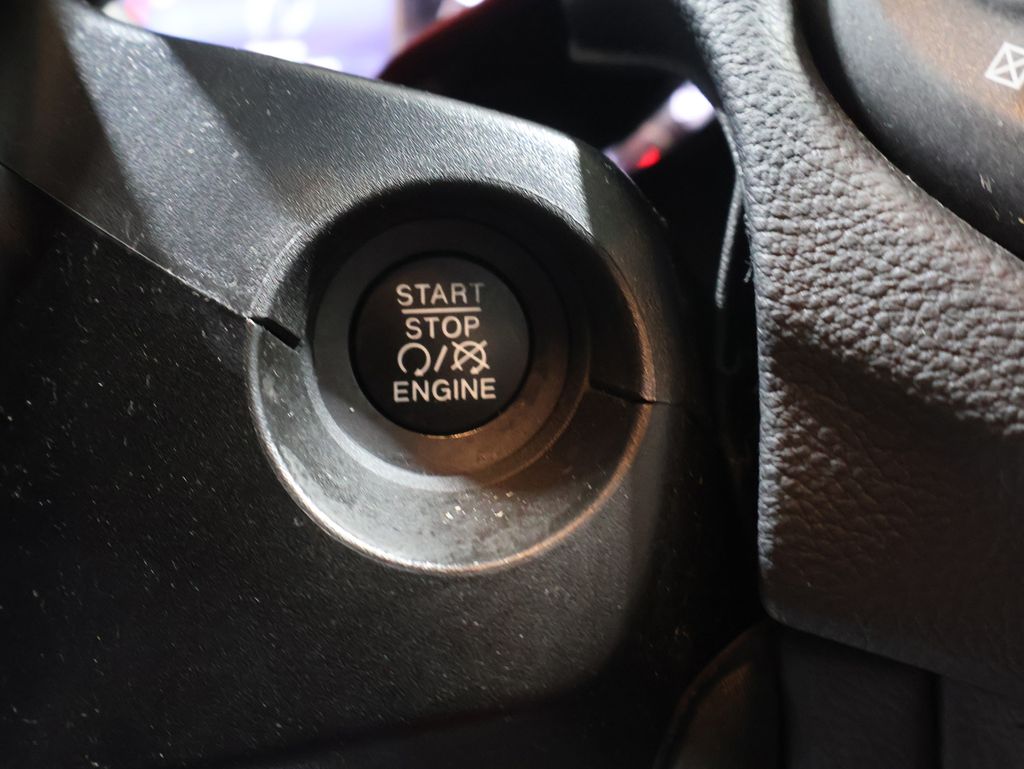 START
STOP
/
ENGINE